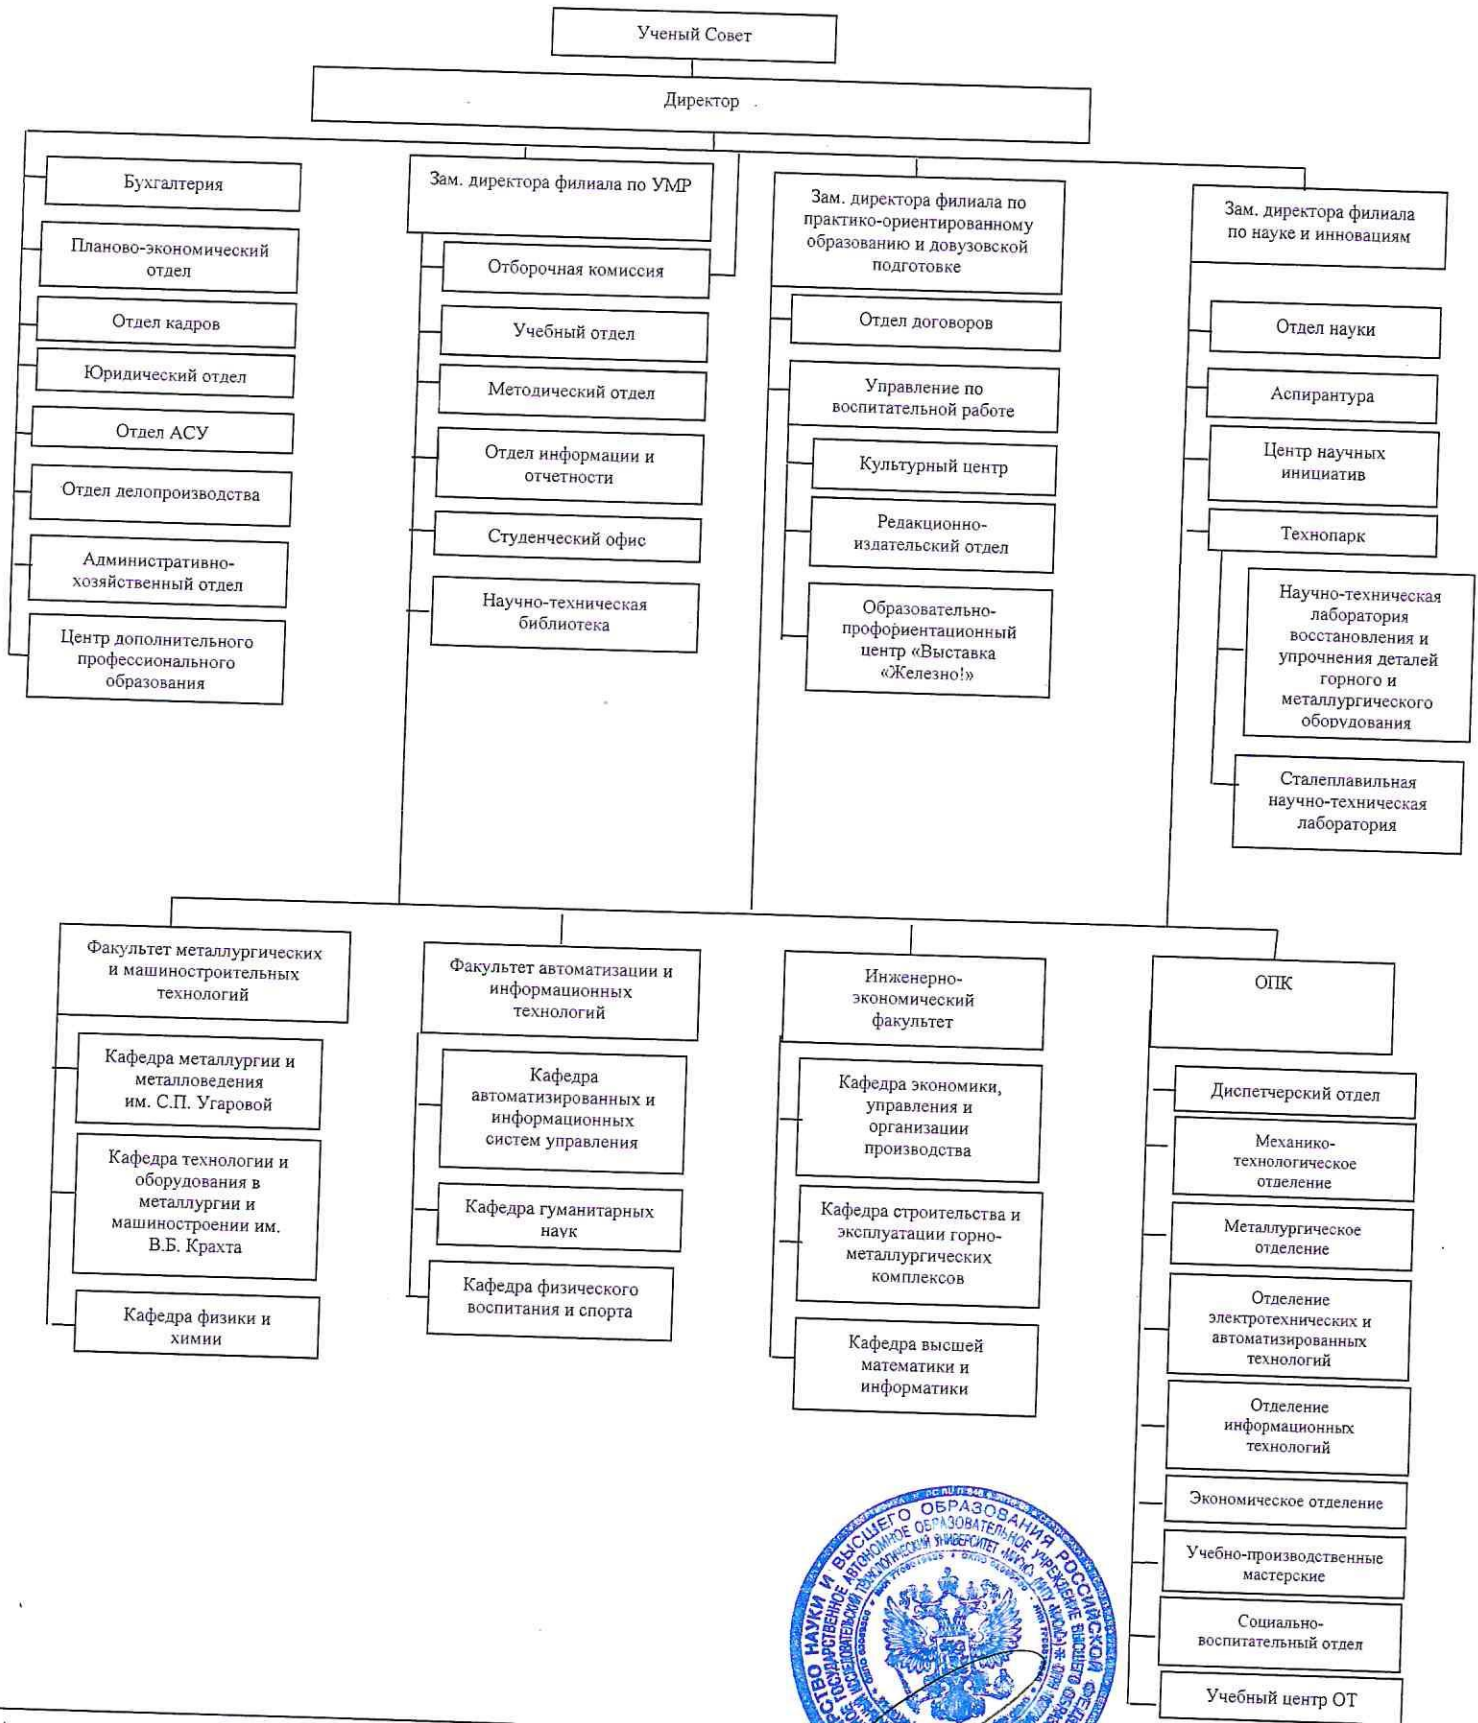 Ученый Совет
Директор
Бухгалтерия
Планово-экономический
отдел
Отдел кадров
Юридический отдел
Отдел АСУ
Отдел делопроизводства
Административно-
хозяйственный отдел
Центр дополнительного
профессионального
образования
Зам. директора филиала по УМР
Отборочная комиссия
Учебный отдел
Методический отдел
Отдел информации и
отчетности
Студенческий офис
Научно-техническая
библиотека
Зам. директора филиала по
практико-ориентированному
образованию и довузовской
подготовке
Отдел договоров
Управление по
воспитательной работе
Культурный центр
Редакционно-
издательский отдел
Образовательно-
профориентационный
центр «Выставка
«Железно!»
Зам. директора филиала
по науке и инновациям
Отдел науки
Аспирантура
Центр научных
инициатив
Технопарк
Научно-техническая
лаборатория
восстановления и
упрочнения деталей
горного и
металлургического
оборудования
Сталеплавильная
научно-техническая
лаборатория
Факультет металлургических
и машиностроительных
технологий
Кафедра металлургии и
металловедения
им. С.П. Угаровой
Кафедра технологии и
оборудования в
металлургии и
машиностроении им.
В.Б. Крахта
Кафедра физики и
химии
Факультет автоматизации и
информационных
технологий
Кафедра
автоматизированных и
информационных
систем управления
Кафедра гуманитарных
наук
Кафедра физического
воспитания и спорта
Инженерно-
экономический
факультет
Кафедра экономики,
управления и
организации
производства
Кафедра строительства и
эксплуатации горно-
металлургических
комплексов
Кафедра высшей
математики и
информатики
ОПК
Диспетчерский отдел
Механико-
технологическое
отделение
Металлургическое
отделение
Отделение
электротехнических и
автоматизированных
технологий
Отделение
информационных
технологий
Экономическое отделение
Учебно-производственные
мастерские
Социально-
воспитательный отдел
Учебный центр ОТ
НАУКИ И ВЫСШЕГО ОБРАЗОВАНИЯ РОССИЙСКОЙ
ГОСУДАРСТВЕННОЕ АВТОНОМНОЕ ОБРАЗОВАТЕЛЬНОЕ УЧРЕЖДЕНИЕ ВЫСШЕГО
ИССЛЕДОВАТЕЛЬСКИЙ ТЕХНОЛОГИЧЕСКИЙ УНИВЕРСИТЕТ «МИСиС»